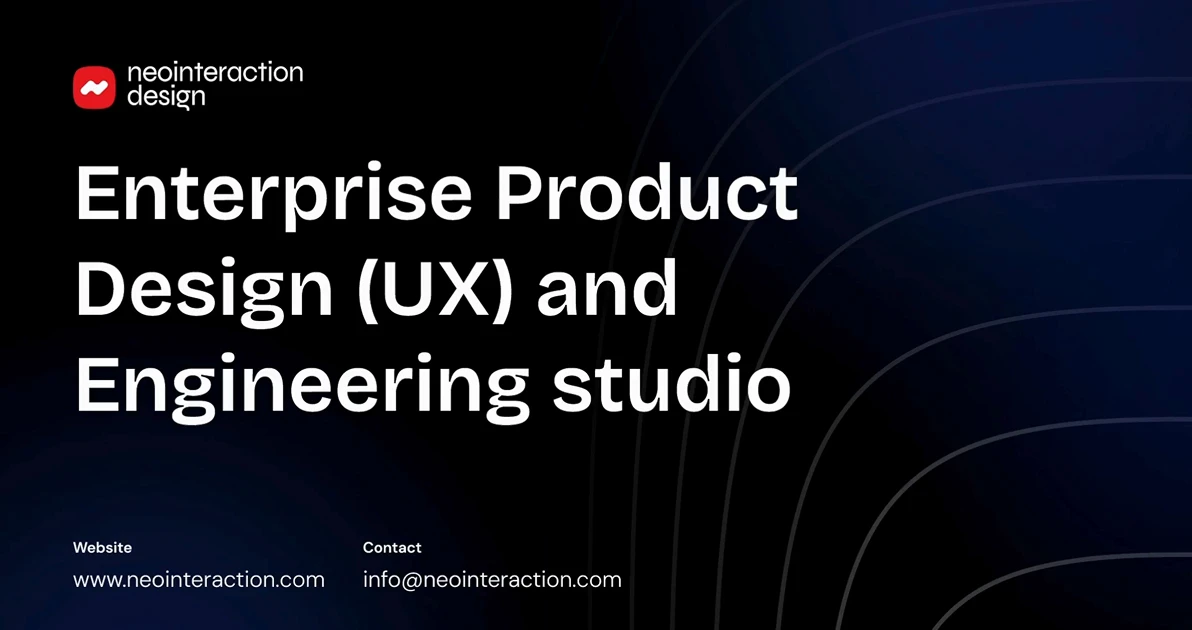 neointeraction
design
Enterprise Product
Design (UX) and
Engineering studio
Website
www.neointeraction.com
Contact
info@neointeraction.com